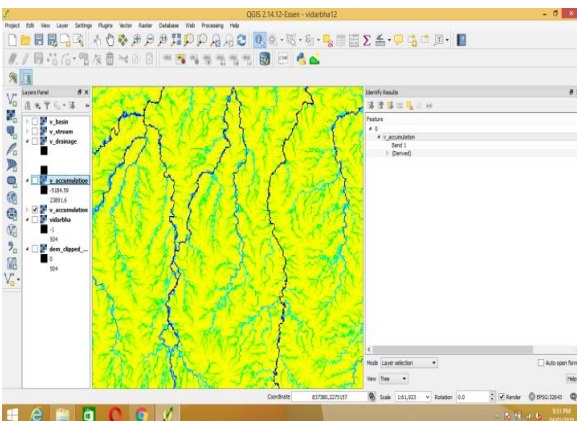 QGIS 2.14.12-Essen - vidarbha12
Project Edit View Layer Settings Plugins Vector Raster Database Web Processing Help
Layers Panel
v_basin
v_stream
v_drainage
v_accumulation
-5184.59
23891.6
v_accumulation
vidarbha
-1
504
dem_clipped_...
0
504
Identify Results
Feature
0
v_accumulation
Band 1
(Derived)
Mode Layer selection
Auto open form
View Tree
Help
Coordinate 837380,2275157 Scale 1:61,923 Rotation 0.0 Render EPSG:32643
9:51 PM